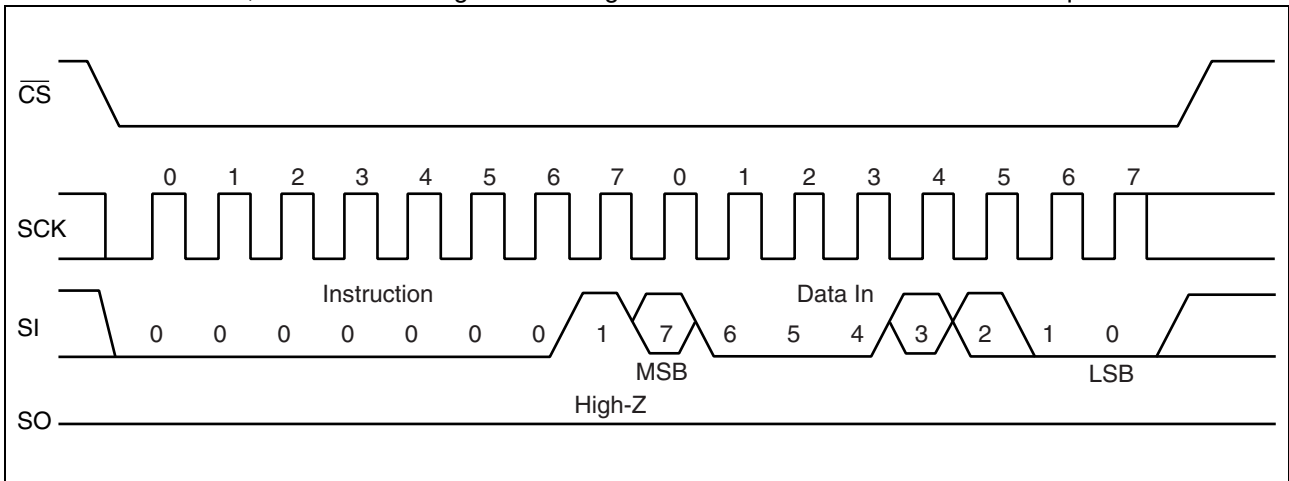 CS
0 1 2 3 4 5 6 7 0 1 2 3 4 5 6 7
SCK
Instruction Data In
SI 0 0 0 0 0 0 0 1 7 6 5 4 3 2 1 0
MSB LSB
High-Z
SO